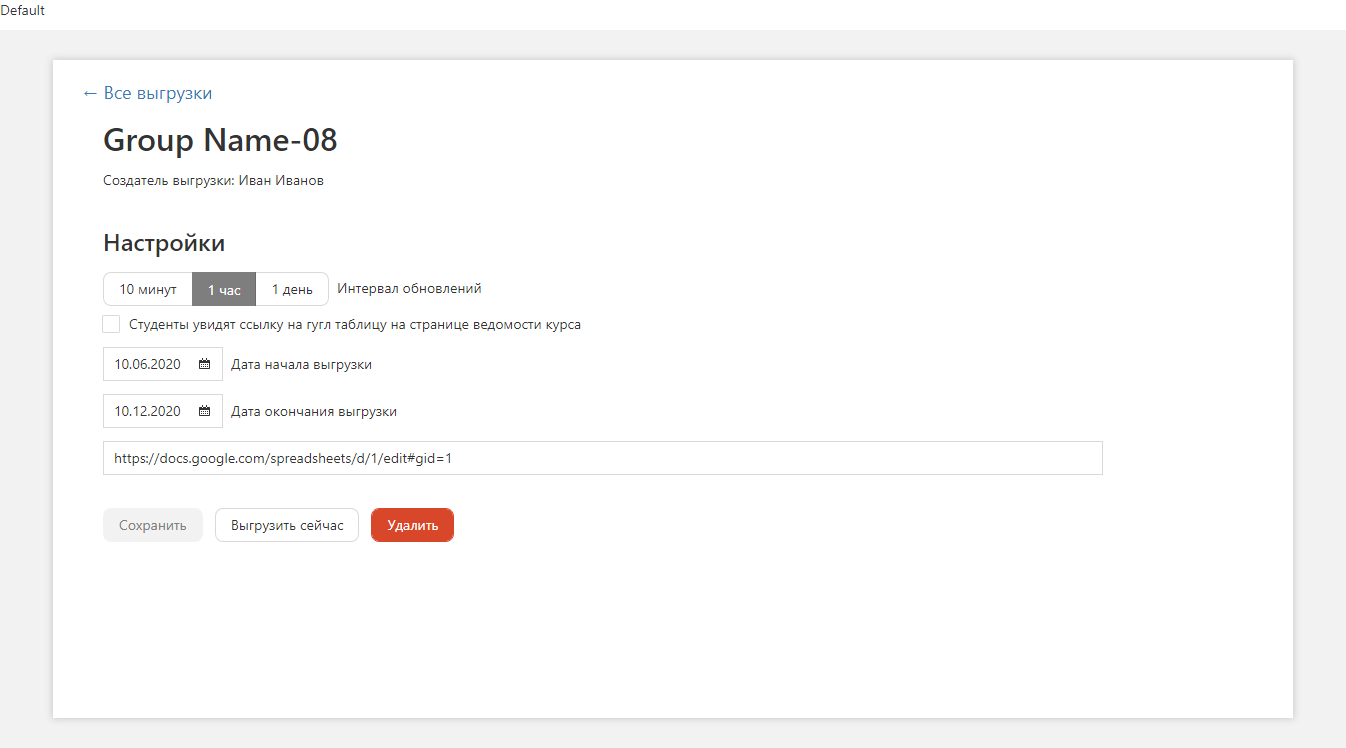 Default
← Все выгрузки
Group Name-08
Создатель выгрузки: Иван Иванов
Настройки
10 минут 1 час 1 день Интервал обновлений
Студенты увидят ссылку на гугл таблицу на странице ведомости курса
10.06.2020 Дата начала выгрузки
10.12.2020 Дата окончания выгрузки
https://docs.google.com/spreadsheets/d/1/edit#gid=1
Сохранить Выгрузить сейчас Удалить